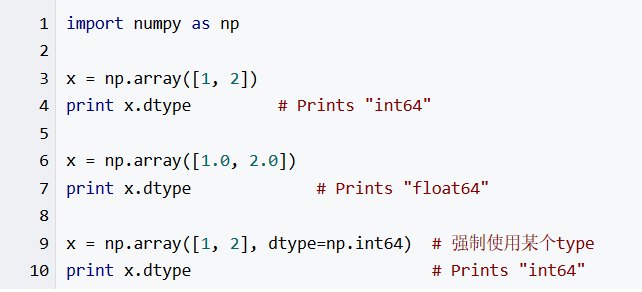 1 import numpy as np
2
3 x = np.array([1, 2])
4 print x.dtype # Prints "int64"
5
6 x = np.array([1.0, 2.0])
7 print x.dtype # Prints "float64"
8
9 x = np.array([1, 2], dtype=np.int64) # 强制使用某个type
10 print x.dtype # Prints "int64"